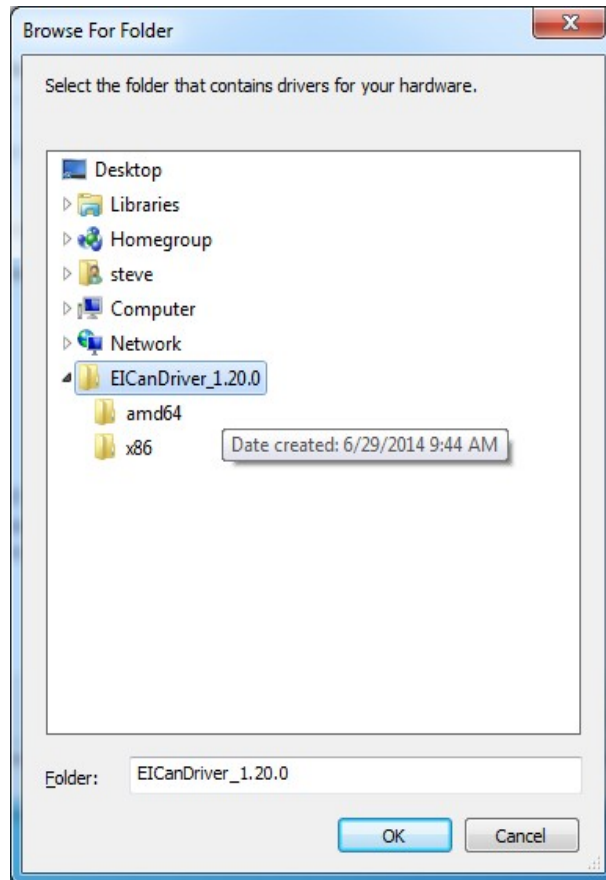 Browse For Folder
Select the folder that contains drivers for your hardware.
Desktop
Libraries
Homegroup
steve
Computer
Network
EICanDriver_1.20.0
amd64
x86
Date created: 6/29/2014 9:44 AM
Folder:
EICanDriver_1.20.0
OK
Cancel